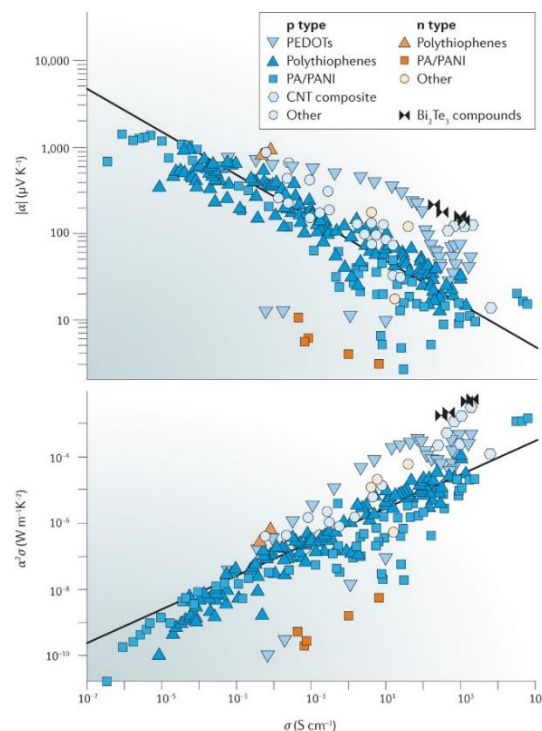 p type
n type
PEDOTs
Polythiophenes
Polythiophenes
PA/PANI
PA/PANI
Other
CNT composite
Other
Bi₂Te₃ compounds
10,000
1,000
100
10
|α| (µV K⁻¹)
10⁻⁴
10⁻⁶
10⁻⁸
10⁻¹⁰
α²σ (W m⁻¹K⁻²)
10⁻⁷
10⁻⁵
10⁻³
10⁻¹
10¹
10³
10
σ (S cm⁻¹)